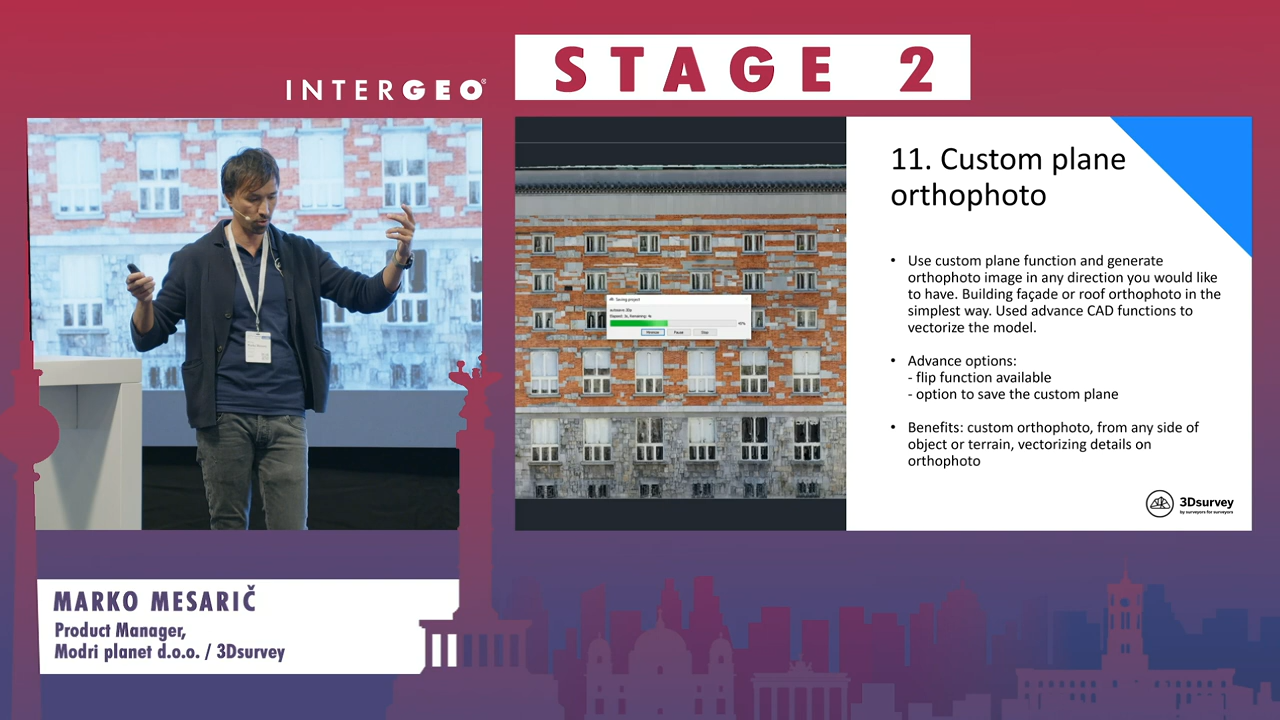 INTERGEO®
STAGE 2
11. Custom plane
orthophoto
• Use custom plane function and generate
orthophoto image in any direction you would like
to have. Building façade or roof orthophoto in the
simplest way. Used advance CAD functions to
vectorize the model.
• Advance options:
- flip function available
- option to save the custom plane
• Benefits: custom orthophoto, from any side of
object or terrain, vectorizing details on
orthophoto
3Dsurvey
by surveyors for surveyors
Saving project
Pause
Stop
MARKO MESARIČ
Product Manager,
Modri planet d.o.o. / 3Dsurvey